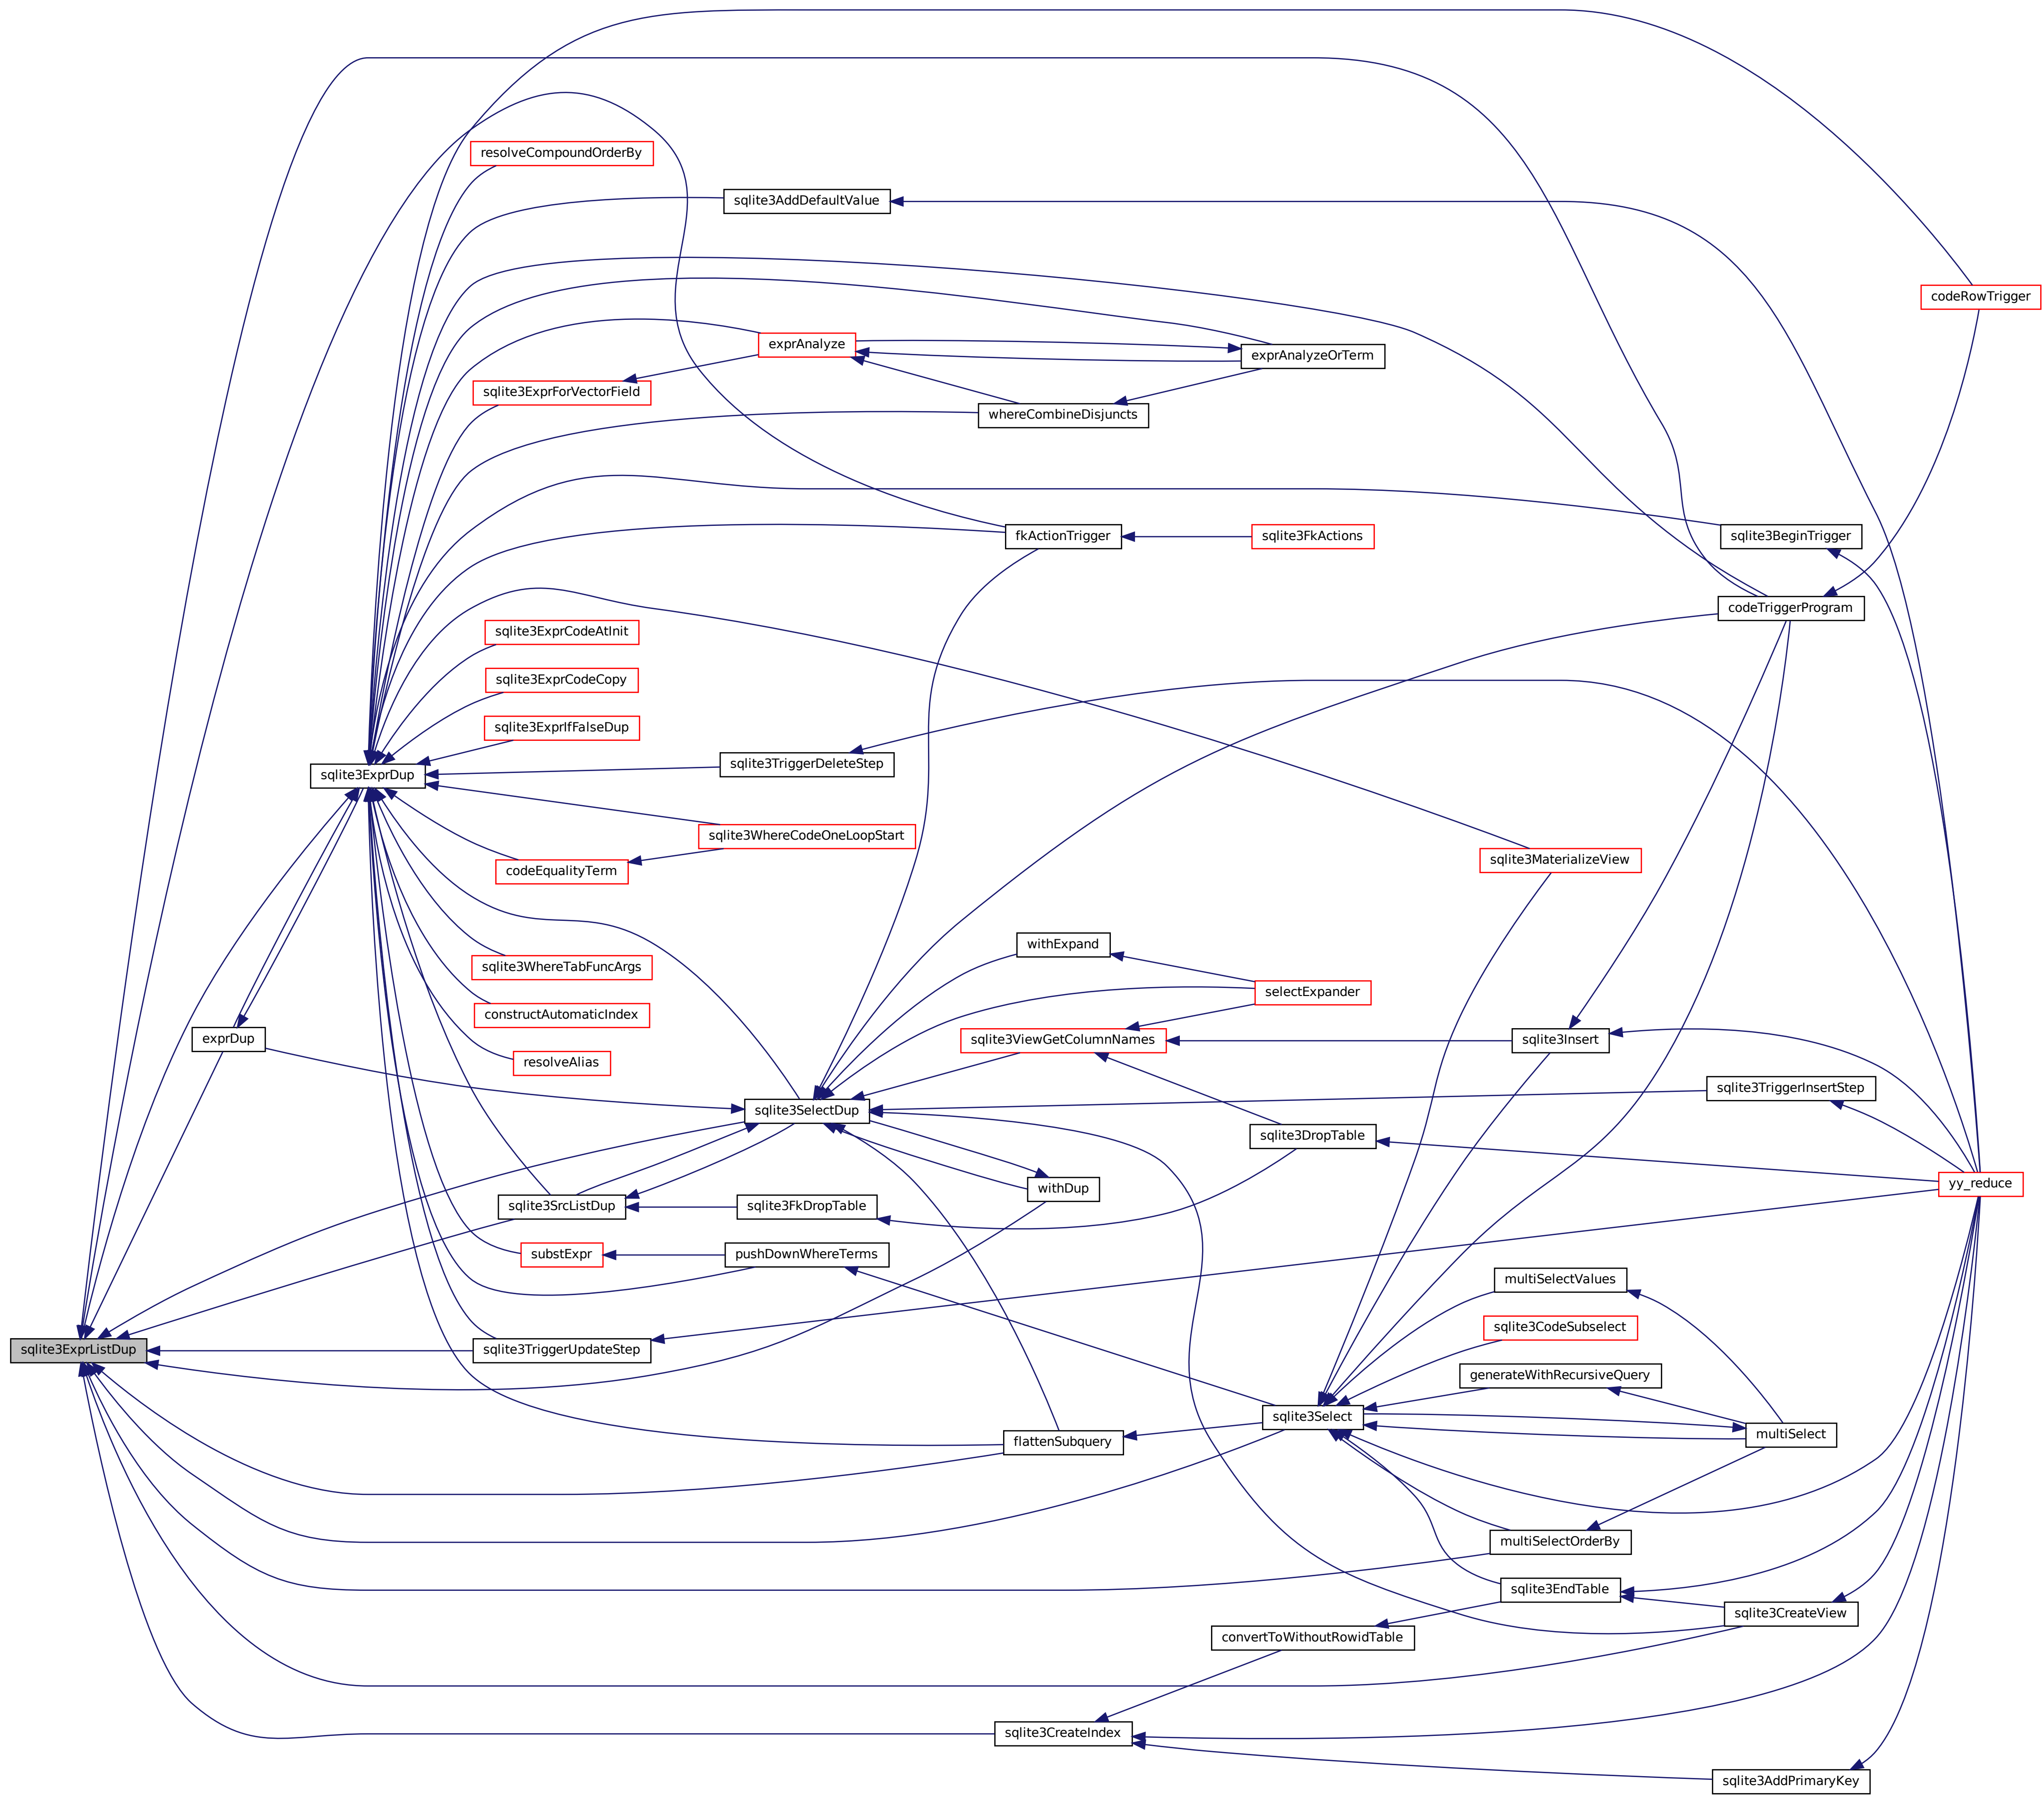 resolveCompoundOrderBy
sqlite3AddDefaultValue
codeRowTrigger
exprAnalyze
exprAnalyzeOrTerm
sqlite3ExprForVectorField
whereCombineDisjuncts
fkActionTrigger
sqlite3FkActions
sqlite3BeginTrigger
codeTriggerProgram
sqlite3ExprCodeAtInit
sqlite3ExprCodeCopy
sqlite3ExprIfFalseDup
sqlite3TriggerDeleteStep
sqlite3ExprDup
sqlite3WhereCodeOneLoopStart
codeEqualityTerm
sqlite3MaterializeView
withExpand
sqlite3WhereTabFuncArgs
selectExpander
constructAutomaticIndex
exprDup
sqlite3ViewGetColumnNames
sqlite3Insert
resolveAlias
sqlite3TriggerInsertStep
sqlite3SelectDup
sqlite3DropTable
withDup
yy_reduce
sqlite3SrcListDup
sqlite3FkDropTable
substExpr
pushDownWhereTerms
multiSelectValues
sqlite3CodeSubselect
sqlite3ExprListDup
sqlite3TriggerUpdateStep
generateWithRecursiveQuery
sqlite3Select
multiSelect
flattenSubquery
multiSelectOrderBy
sqlite3EndTable
sqlite3CreateView
convertToWithoutRowidTable
sqlite3CreateIndex
sqlite3AddPrimaryKey